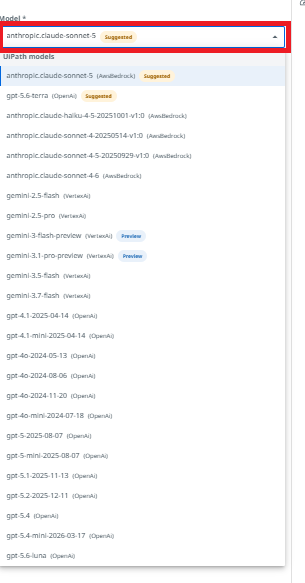 Model *
anthropic.claude-sonnet-5 Suggested
UiPath models
anthropic.claude-sonnet-5 (AwsBedrock) Suggested
gpt-5.6-terra (OpenAi) Suggested
anthropic.claude-haiku-4-5-20251001-v1:0 (AwsBedrock)
anthropic.claude-sonnet-4-20250514-v1:0 (AwsBedrock)
anthropic.claude-sonnet-4-5-20250929-v1:0 (AwsBedrock)
anthropic.claude-sonnet-4-6 (AwsBedrock)
gemini-2.5-flash (VertexAi)
gemini-2.5-pro (VertexAi)
gemini-3-flash-preview (VertexAi) Preview
gemini-3.1-pro-preview (VertexAi) Preview
gemini-3.5-flash (VertexAi)
gemini-3.7-flash (VertexAi)
gpt-4.1-2025-04-14 (OpenAi)
gpt-4.1-mini-2025-04-14 (OpenAi)
gpt-4o-2024-05-13 (OpenAi)
gpt-4o-2024-08-06 (OpenAi)
gpt-4o-2024-11-20 (OpenAi)
gpt-4o-mini-2024-07-18 (OpenAi)
gpt-5-2025-08-07 (OpenAi)
gpt-5-mini-2025-08-07 (OpenAi)
gpt-5.1-2025-11-13 (OpenAi)
gpt-5.2-2025-12-11 (OpenAi)
gpt-5.4 (OpenAi)
gpt-5.4-mini-2026-03-17 (OpenAi)
gpt-5.6-luna (OpenAi)